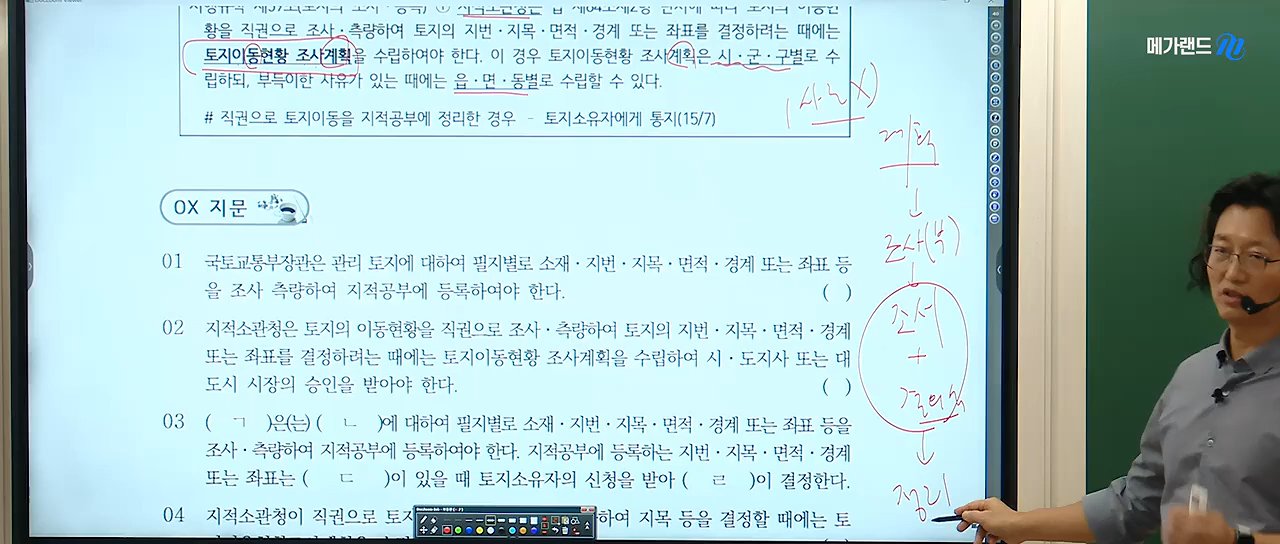 황을 직권으로 조사·측량하여 토지의 지번·지목·면적·경계 또는 좌표를 결정하려는 때에는
토지이동현황 조사계획을 수립하여야 한다. 이 경우 토지이동현황 조사계획은 시·군·구별로 수
립하되, 부득이한 사유가 있는 때에는 읍·면·동별로 수립할 수 있다.
# 직권으로 토지이동을 지적공부에 정리한 경우 - 토지소유자에게 통지(15/7)
메가랜드
계획
↓
조사(부)
↓
조서
+
결의서
↓
정리
OX 지문
01 국토교통부장관은 관리 토지에 대하여 필지별로 소재·지번·지목·면적·경계 또는 좌표 등
을 조사 측량하여 지적공부에 등록하여야 한다. ( )
02 지적소관청은 토지의 이동현황을 직권으로 조사·측량하여 토지의 지번·지목·면적·경계
또는 좌표를 결정하려는 때에는 토지이동현황 조사계획을 수립하여 시·도지사 또는 대
도시 시장의 승인을 받아야 한다. ( )
03 ( ㄱ )은(는) ( ㄴ )에 대하여 필지별로 소재·지번·지목·면적·경계 또는 좌표 등을
조사·측량하여 지적공부에 등록하여야 한다. 지적공부에 등록하는 지번·지목·면적·경계
또는 좌표는 ( ㄷ )이 있을 때 토지소유자의 신청을 받아 ( ㄹ )이 결정한다.
04 지적소관청이 직권으로 토지 하여 지목 등을 결정할 때에는 토